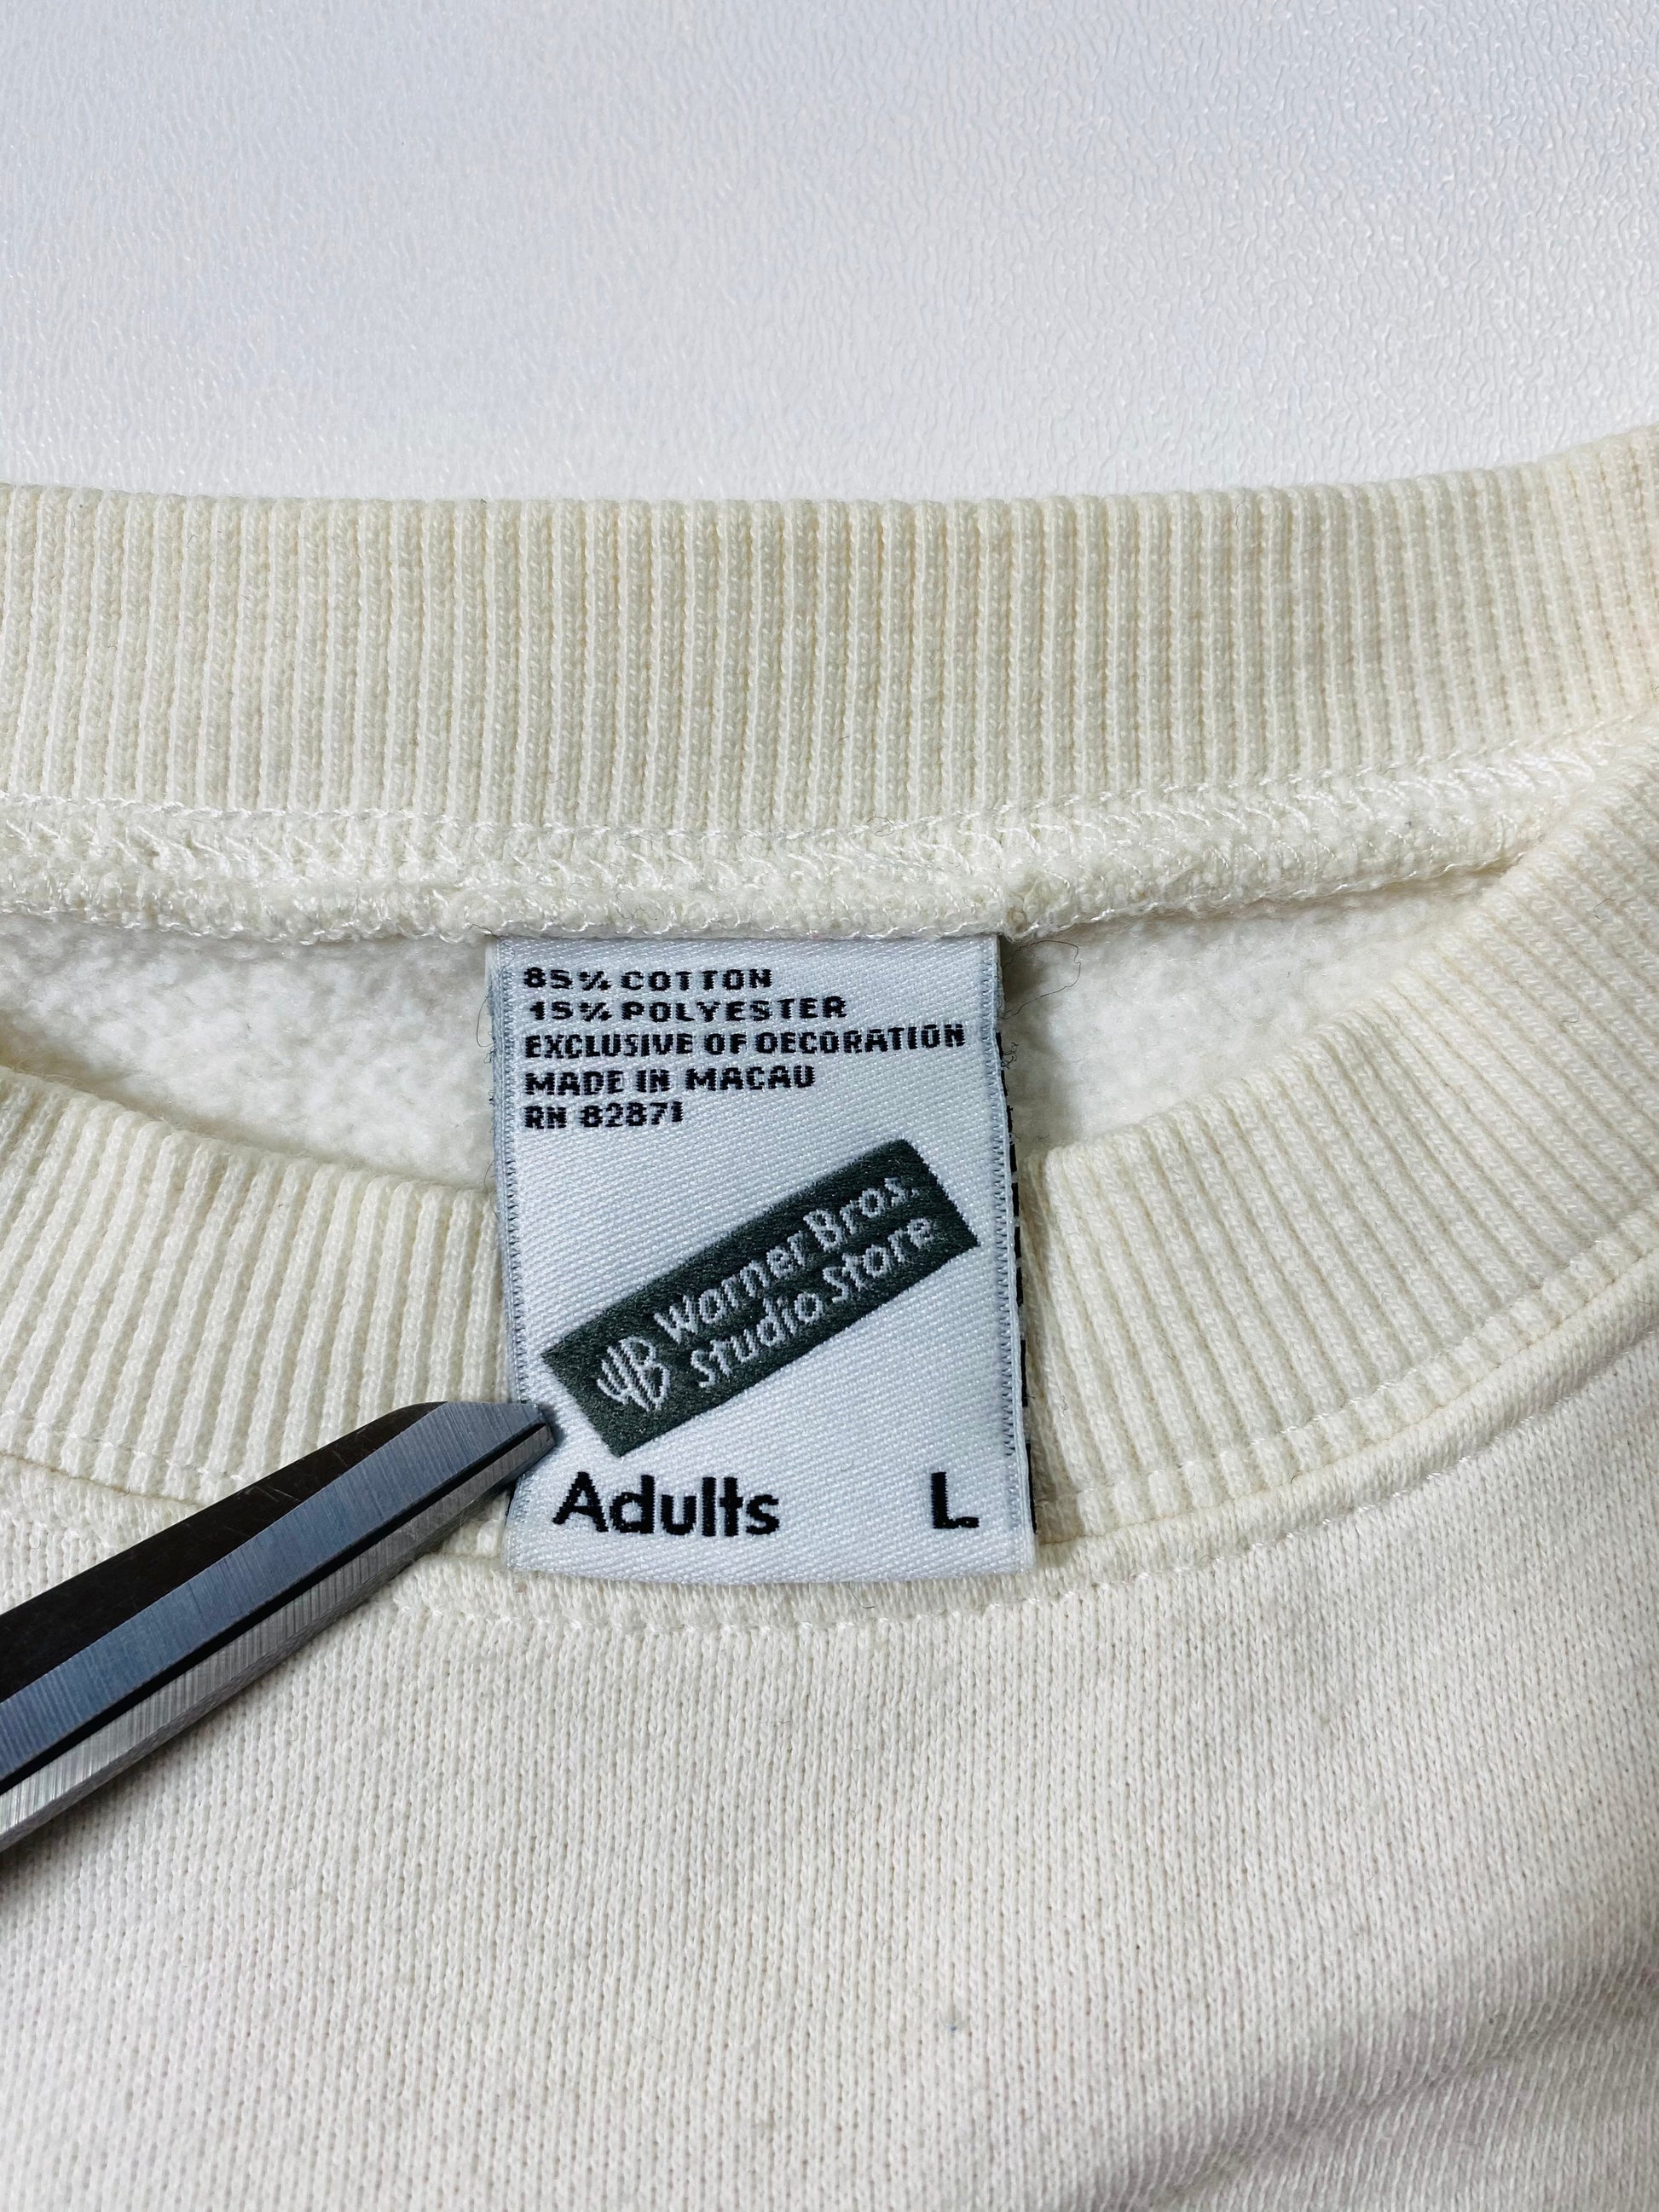 85% COTTON
15% POLYESTER
EXCLUSIVE OF DECORATION
MADE IN MACAU
RN 82871
WB Warner Bros.
Studio Store
Adults L